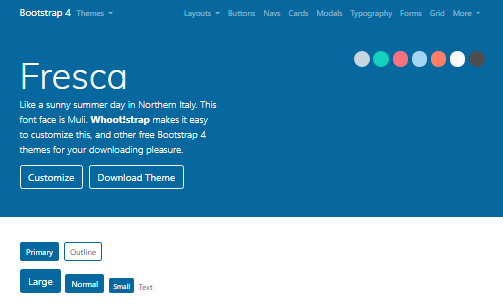 Bootstrap 4 Themes Layouts Buttons Navs Cards Modals Typography Forms Grid More
Fresca
Like a sunny summer day in Northern Italy. This
font face is Muli. Whoot!strap makes it easy
to customize this, and other free Bootstrap 4
themes for your downloading pleasure.
Customize Download Theme
Primary Outline
Large Normal Small Text